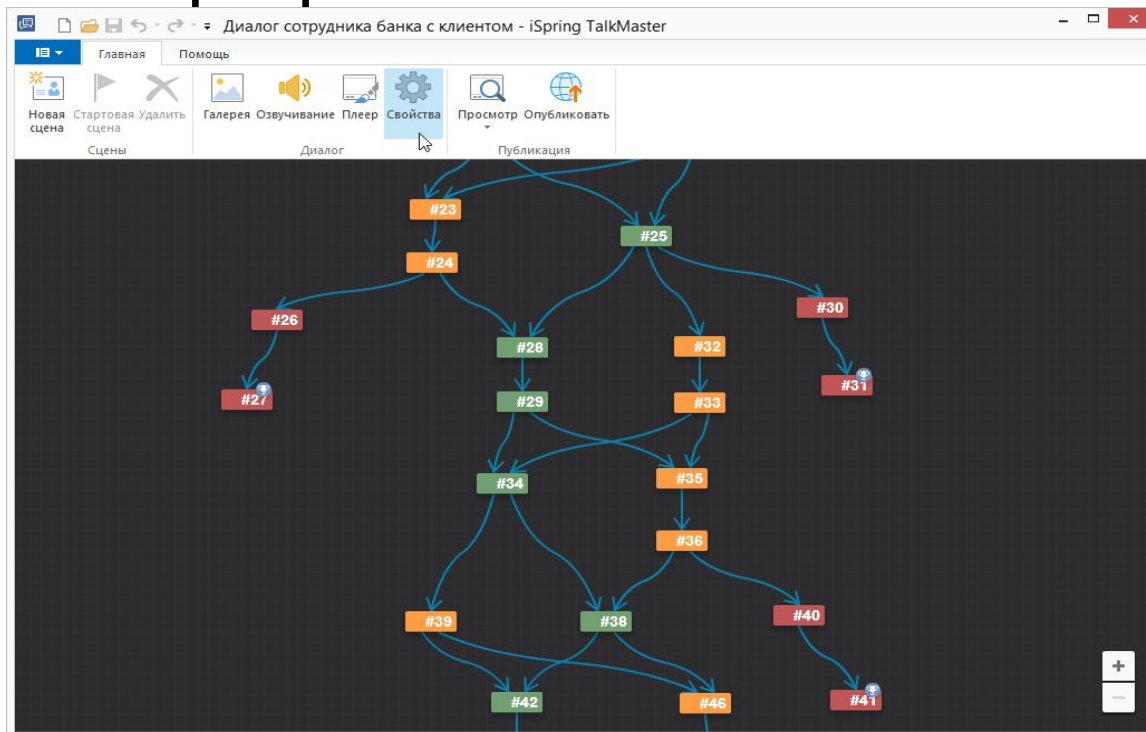 Диалог сотрудника банка с клиентом - iSpring TalkMaster
Главная Помощь
Новая сцена Стартовая сцена Удалить Галерея Озвучивание Плеер Свойства Просмотр Опубликовать
Сцены Диалог Публикация
#23
#25
#24
#30
#26
#28 #32
#31
#27 #29 #33
#34 #35
#36
#39 #38 #40
#42 #46 #41